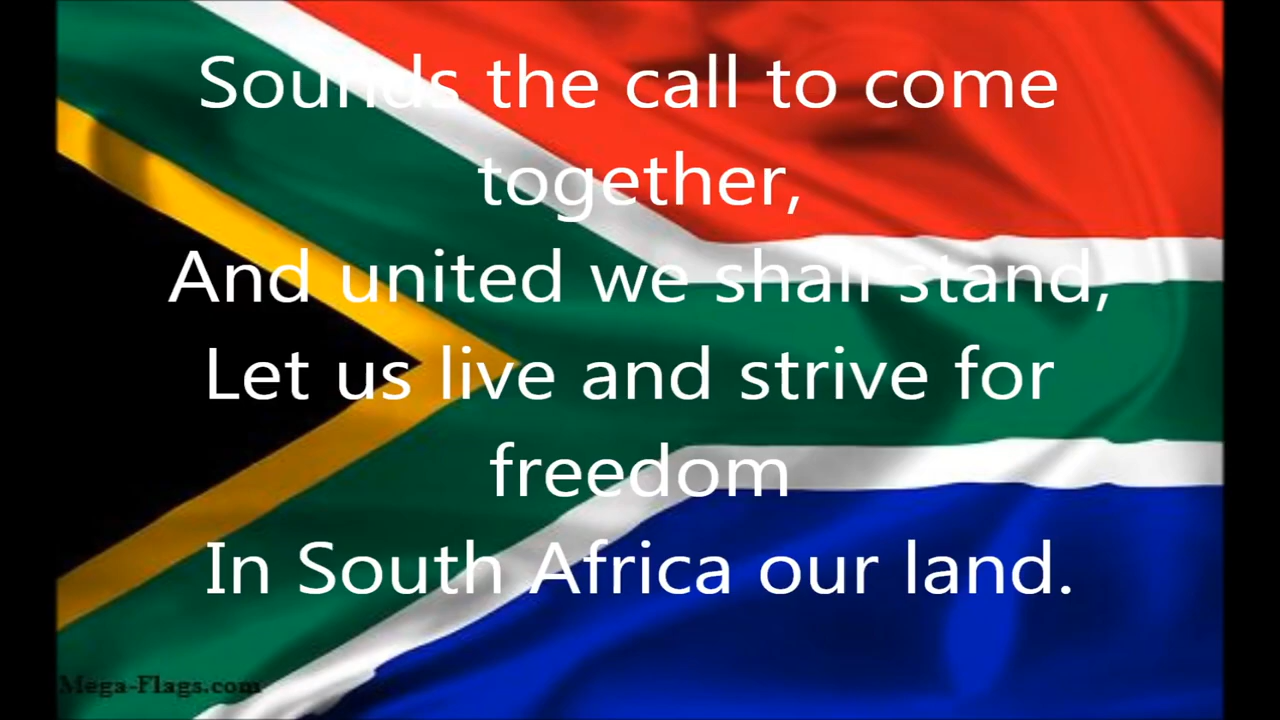 Sounds the call to come
together,
And united we shall stand,
Let us live and strive for
freedom
In South Africa our land.
Mega-Flags.com